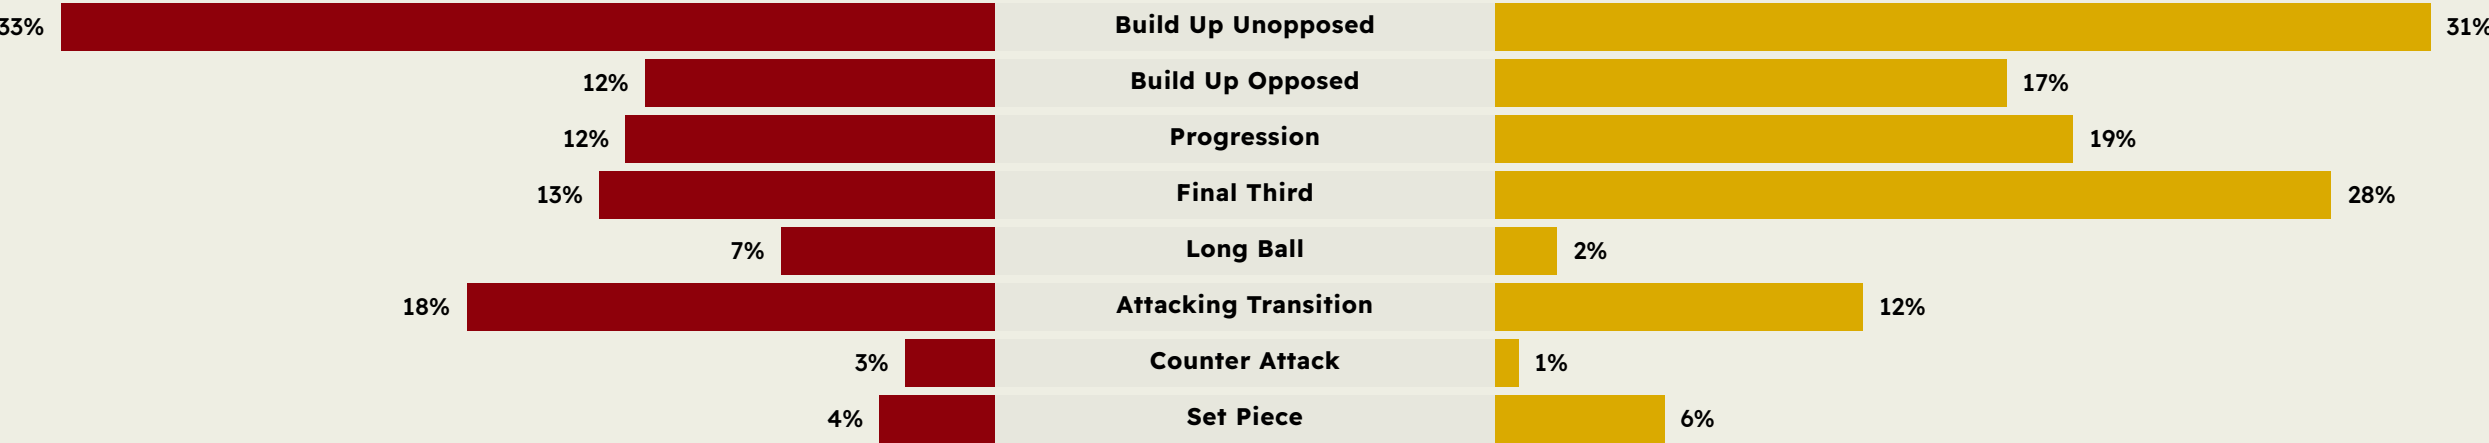 33% Build Up Unopposed 31%
12% Build Up Opposed 17%
12% Progression 19%
13% Final Third 28%
7% Long Ball 2%
18% Attacking Transition 12%
3% Counter Attack 1%
4% Set Piece 6%